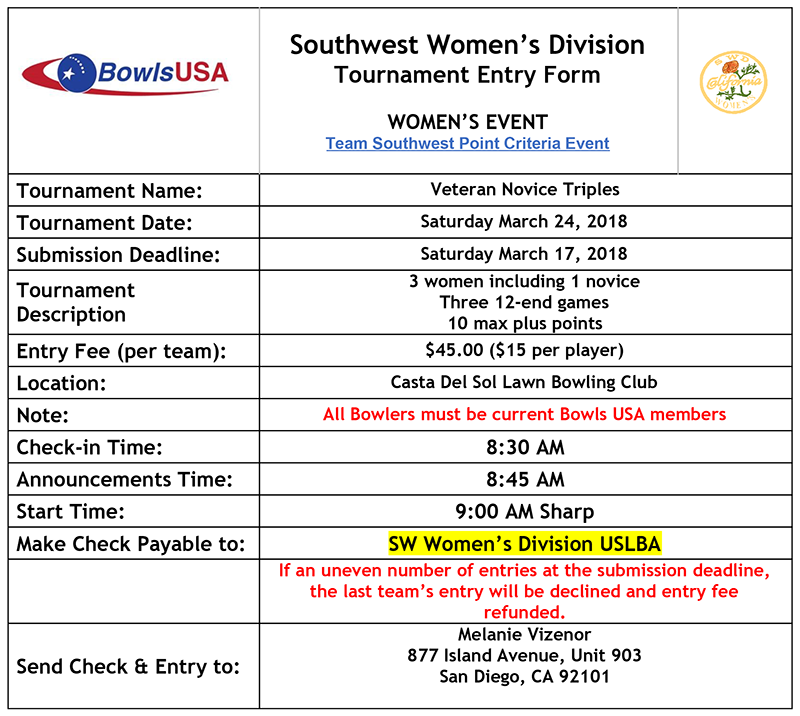 BowlsUSA
Southwest Women's Division
Tournament Entry Form
WOMEN'S EVENT
Team Southwest Point Criteria Event
SWD
California
WOMEN'S
Tournament Name:
Veteran Novice Triples
Tournament Date:
Saturday March 24, 2018
Submission Deadline:
Saturday March 17, 2018
Tournament
Description
3 women including 1 novice
Three 12-end games
10 max plus points
Entry Fee (per team):
$45.00 ($15 per player)
Location:
Casta Del Sol Lawn Bowling Club
Note:
All Bowlers must be current Bowls USA members
Check-in Time:
8:30 AM
Announcements Time:
8:45 AM
Start Time:
9:00 AM Sharp
Make Check Payable to:
SW Women's Division USLBA
If an uneven number of entries at the submission deadline,
the last team's entry will be declined and entry fee
refunded.
Send Check & Entry to:
Melanie Vizenor
877 Island Avenue, Unit 903
San Diego, CA 92101